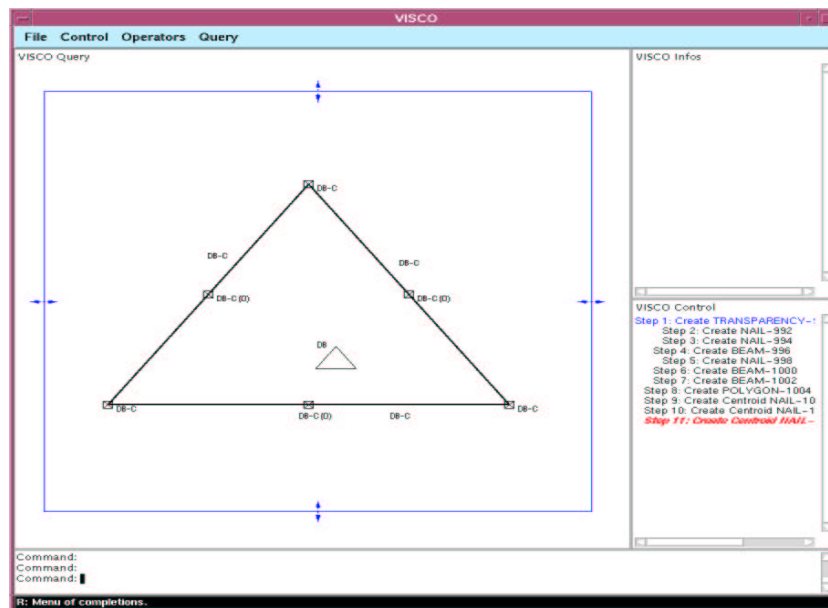 VISCO
File Control Operators Query
VISCO Query
DB-C
DB-C
DB-C
DB-C(O)
DB-C(O)
DB
DB-C
DB-C(O)
DB-C
DB-C
VISCO Infos
VISCO Control
Step 1: Create TRANSPARENCY-
Step 2: Create NAIL-992
Step 3: Create NAIL-994
Step 4: Create BEAM-996
Step 5: Create NAIL-998
Step 6: Create BEAM-1000
Step 7: Create BEAM-1002
Step 8: Create POLYGON-1004
Step 9: Create Centroid NAIL-10
Step 10: Create Centroid NAIL-1
Step 11: Create Centroid NAIL-
Command:
Command:
Command:
R: Menu of completions.